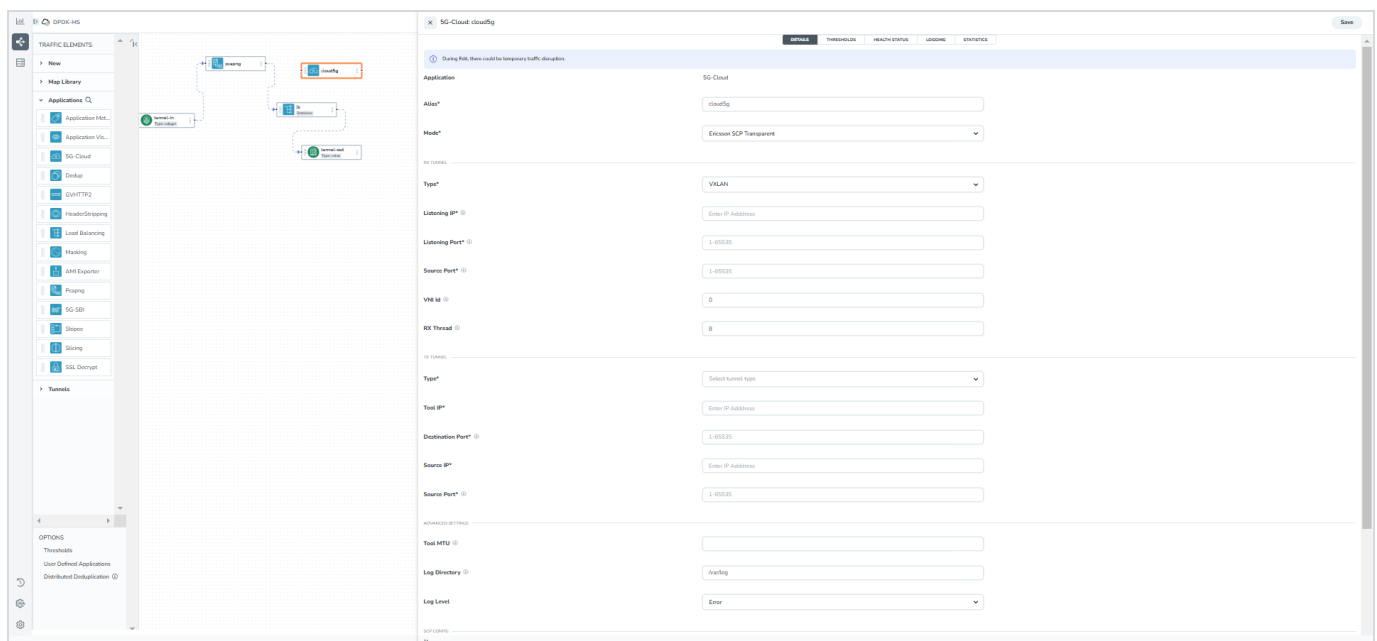 DPDK-MS
TRAFFIC ELEMENTS
New
Map Library
Applications
Application Met...
Application Vis...
5G-Cloud
Dedup
GVHTTP2
HeaderStripping
Load Balancing
Masking
AMI Exporter
Pcapng
5G-SBI
Slicing
SSL Decrypt
Tunnels
OPTIONS
Thresholds
User Defined Applications
Distributed Deduplication
pcapng
cloud5g
lb
tunnel-in
tunnel-out
5G-Cloud: cloud5g
Save
DETAILS THRESHOLDS HEALTH STATUS LOGGING STATISTICS
During Edit, there could be temporary traffic disruption.
Application 5G-Cloud
Alias* cloud5g
Mode* Ericsson SCP Transparent
RX TUNNEL
Type* VXLAN
Listening IP* Enter IP Adddress
Listening Port* 1-65535
Source Port* 1-65535
VNI Id 0
RX Thread 8
TX TUNNEL
Type* Select tunnel type
Tool IP* Enter IP Adddress
Destination Port* 1-65535
Source IP* Enter IP Adddress
Source Port* 1-65535
ADVANCED SETTINGS
Tool MTU
Log Directory /var/log
Log Level Error
SCP CONFIG